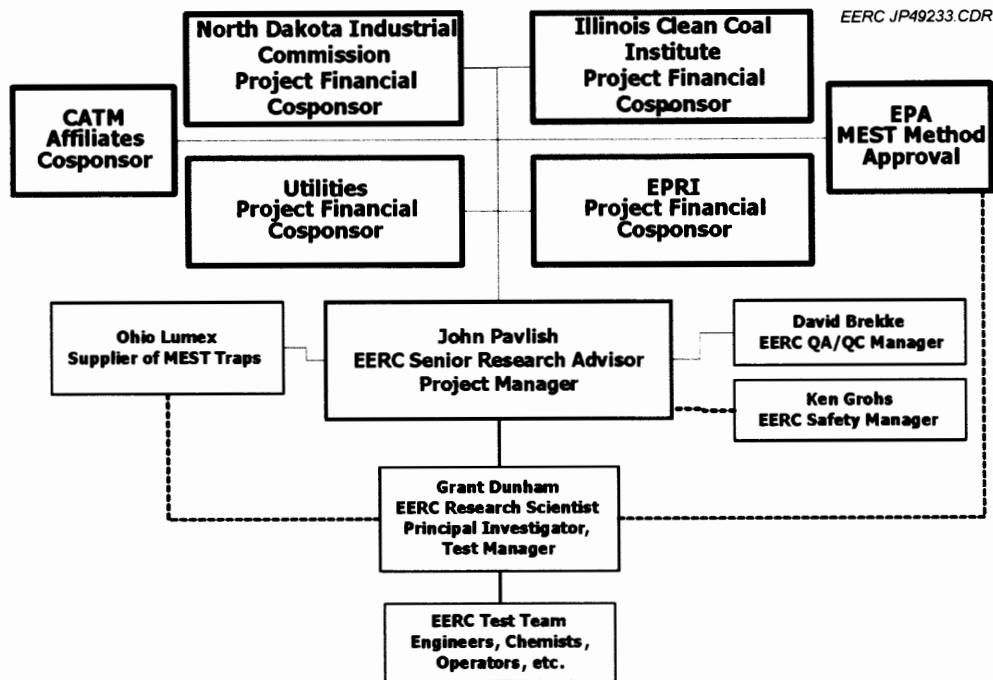 EERC JP49233.CDR
North Dakota Industrial
Commission
Project Financial
Cosponsor
Illinois Clean Coal
Institute
Project Financial
Cosponsor
CATM
Affiliates
Cosponsor
EPA
MEST Method
Approval
Utilities
Project Financial
Cosponsor
EPRI
Project Financial
Cosponsor
Ohio Lumex
Supplier of MEST Traps
John Pavlish
EERC Senior Research Advisor
Project Manager
David Brekke
EERC QA/QC Manager
Ken Grohs
EERC Safety Manager
Grant Dunham
EERC Research Scientist
Principal Investigator,
Test Manager
EERC Test Team
Engineers, Chemists,
Operators, etc.